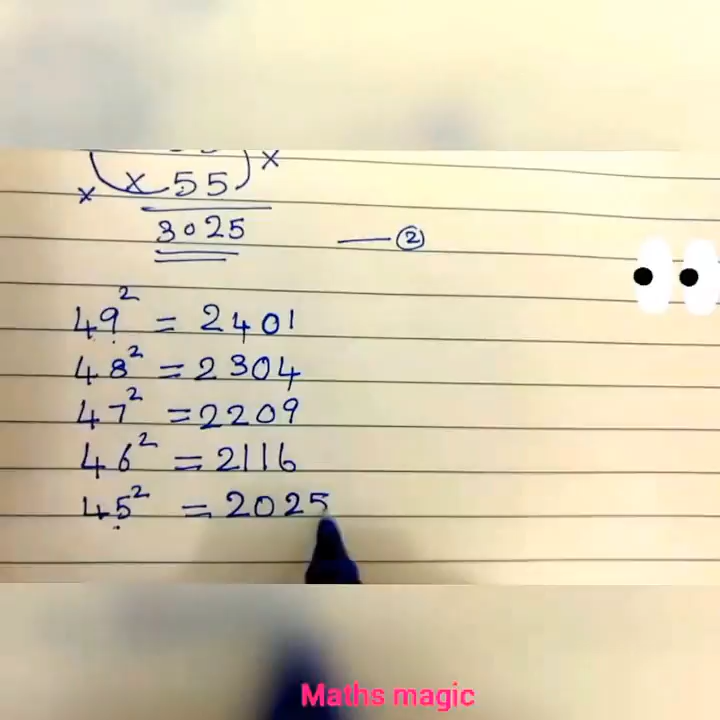 × × 55 ×
3025 — ②
49² = 2401
48² = 2304
47² = 2209
46² = 2116
45² = 2025
Maths magic